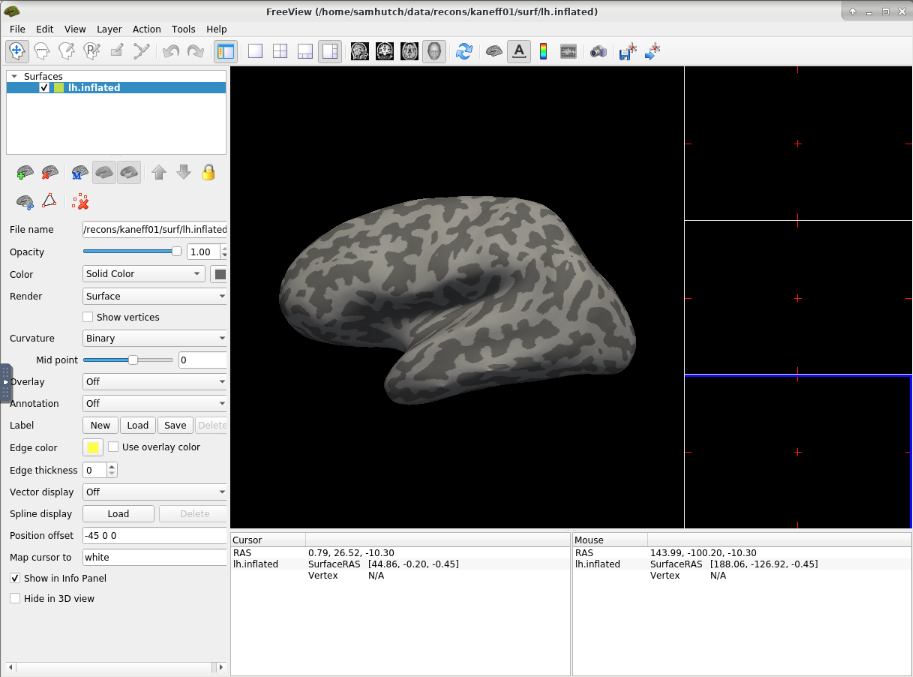 FreeView (/home/samhutch/data/recons/kaneff01/surf/lh.inflated)
File Edit View Layer Action Tools Help
A
Surfaces
lh.inflated
M
File name /recons/kaneff01/surf/lh.inflated
Opacity 1.00
Color Solid Color
Render Surface
Show vertices
Curvature Binary
Mid point 0
Overlay Off
Annotation Off
Label New Load Save Delete
Edge color Use overlay color
Edge thickness 0
Vector display Off
Spline display Load Delete
Position offset -45 0 0
Map cursor to white
Show in Info Panel
Hide in 3D view
Cursor
RAS 0.79, 26.52, -10.30
lh.inflated SurfaceRAS [44.86, -0.20, -0.45]
Vertex N/A
Mouse
RAS 143.99, -100.20, -10.30
lh.inflated SurfaceRAS [188.06, -126.92, -0.45]
Vertex N/A